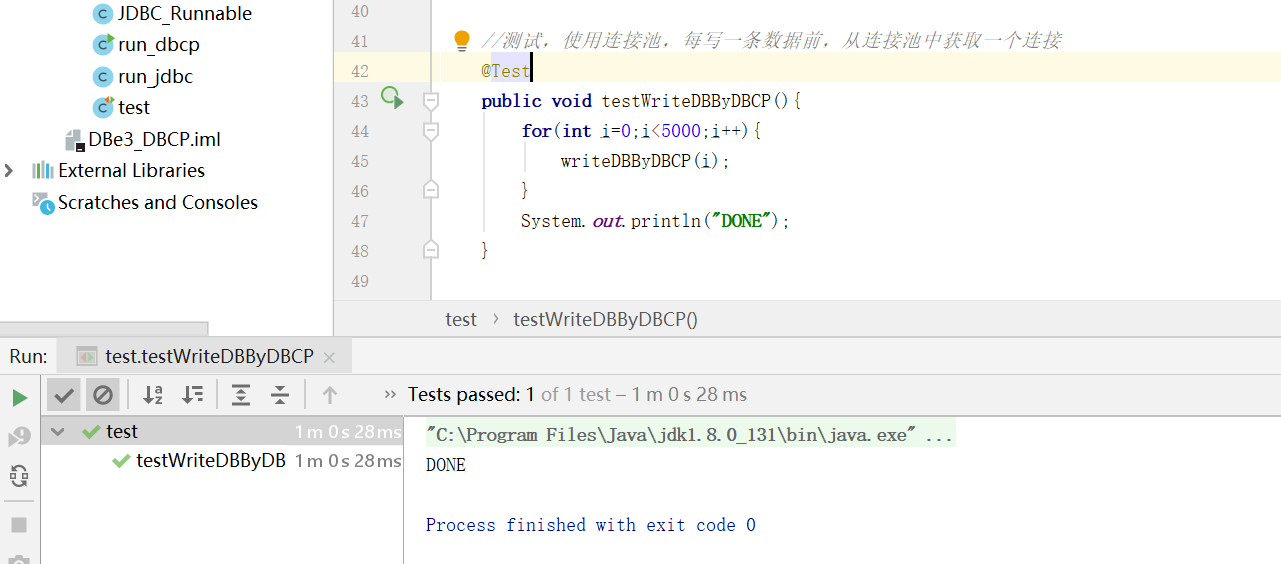 JDBC_Runnable
run_dbcp
run_jdbc
test
DBe3_DBCP.iml
External Libraries
Scratches and Consoles
40
41 //测试，使用连接池，每写一条数据前，从连接池中获取一个连接
42 @Test
43 public void testWriteDBByDBCP(){
44 for(int i=0;i<5000;i++){
45 writeDBByDBCP(i);
46 }
47 System.out.println("DONE");
48 }
49
test › testWriteDBByDBCP()
Run: test.testWriteDBByDBCP ×
» Tests passed: 1 of 1 test – 1 m 0 s 28 ms
test 1 m 0 s 28 ms
testWriteDBByDB 1 m 0 s 28 ms
"C:\Program Files\Java\jdk1.8.0_131\bin\java.exe" ...
DONE
Process finished with exit code 0